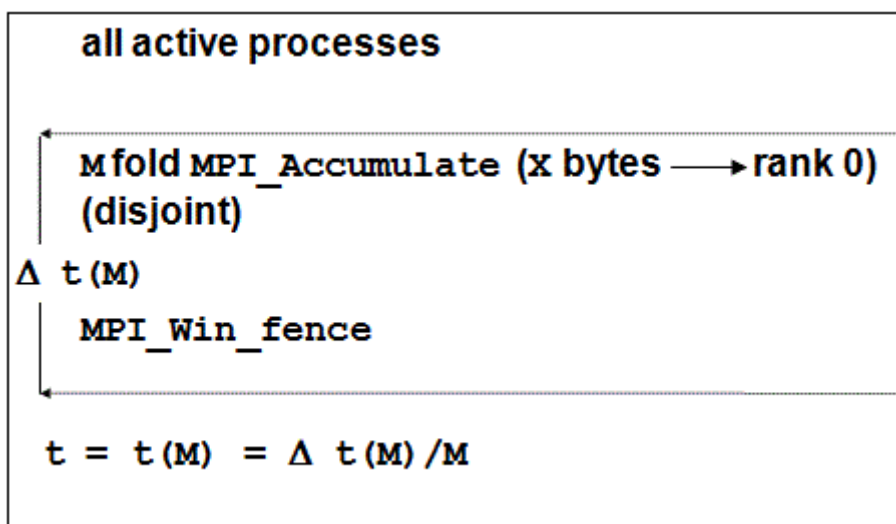 all active processes
M fold MPI_Accumulate (X bytes → rank 0)
(disjoint)
Δ t(M)
MPI_Win_fence
t = t(M) = Δ t(M)/M